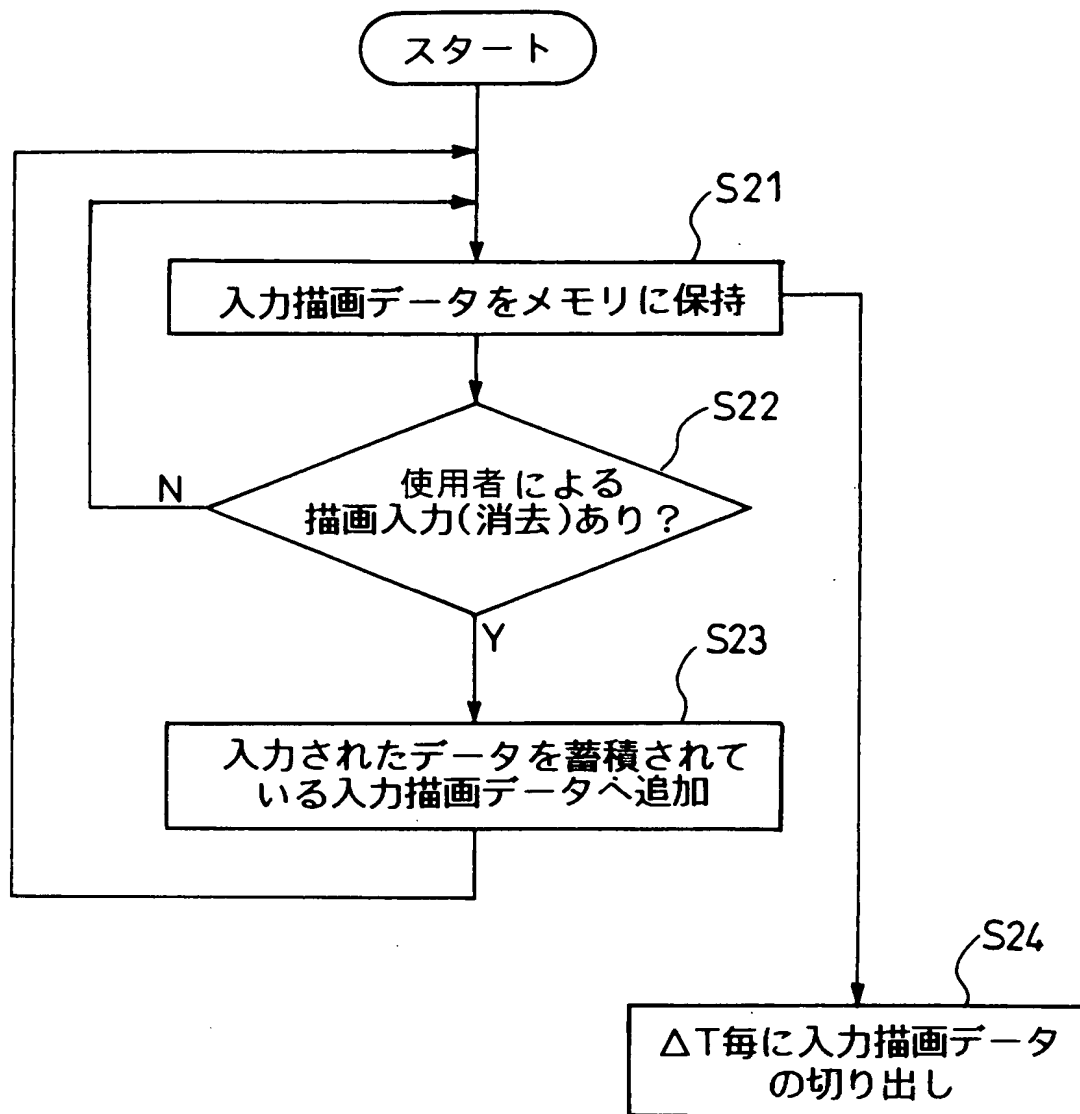 スタート
S21
入力描画データをメモリに保持
S22
使用者による
描画入力(消去)あり?
N
Y
S23
入力されたデータを蓄積されて
いる入力描画データへ追加
S24
△T毎に入力描画データ
の切り出し